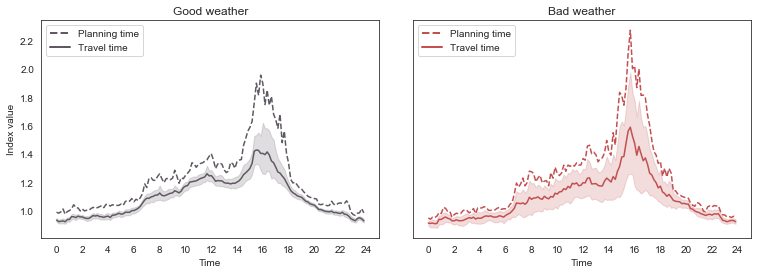 Good weather
Planning time
Travel time
Index value
2.2
2.0
1.8
1.6
1.4
1.2
1.0
0 2 4 6 8 10 12 14 16 18 20 22 24
Time
Bad weather
Planning time
Travel time
0 2 4 6 8 10 12 14 16 18 20 22 24
Time